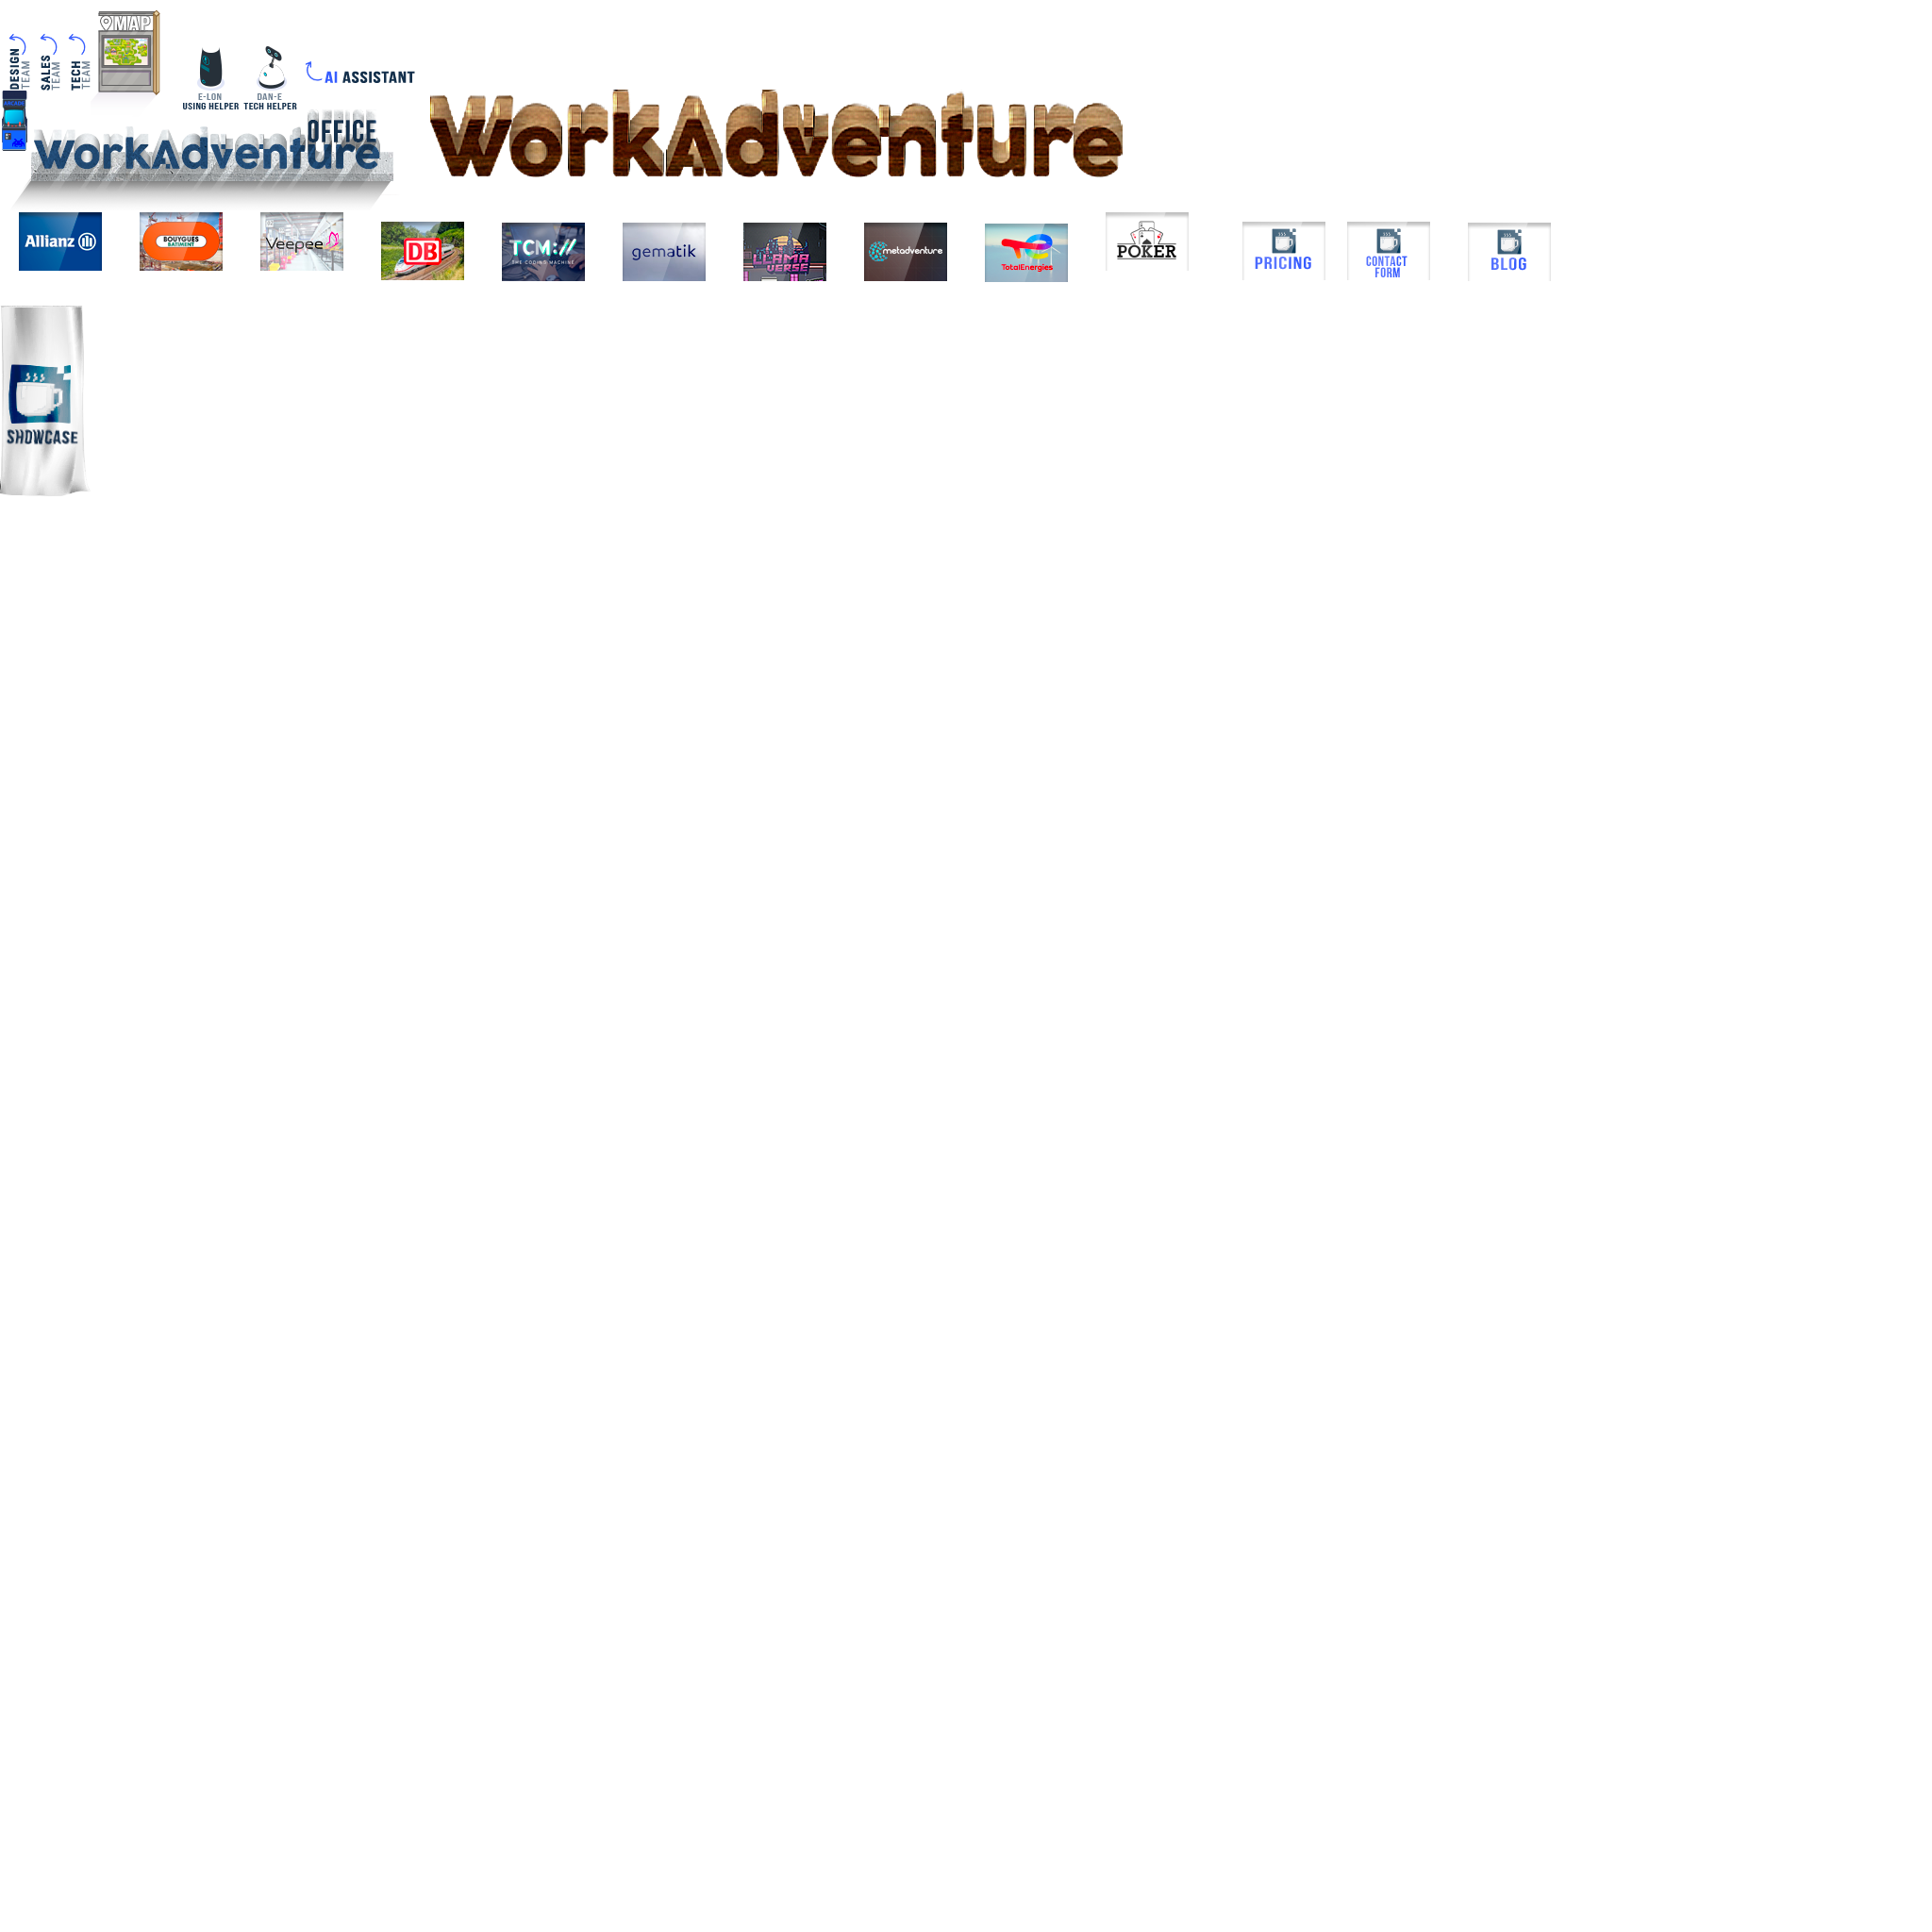 MAP
DESIGN
TEAM
SALES
TEAM
TECH
TEAM
AI ASSISTANT
E-LON
USING HELPER
DAN-E
TECH HELPER
OFFICE
WorkAdventure
WorkAdventure
Allianz
BOUYGUES
BATIMENT
Veepee
DB
TCM://
THE CODING MACHINE
gematik
LLAMA
VERSE
metadventure
TotalEnergies
POKER
PRICING
CONTACT
FORM
BLOG
SHOWCASE